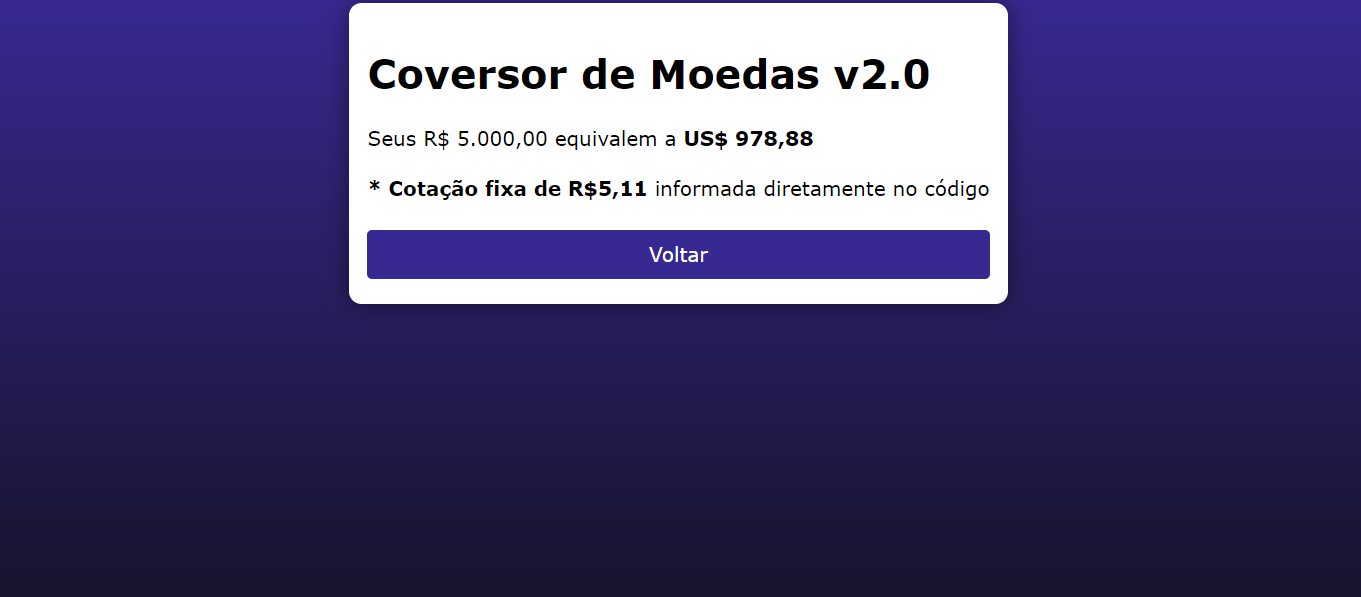 Coversor de Moedas v2.0
Seus R$ 5.000,00 equivalem a US$ 978,88
* Cotação fixa de R$5,11 informada diretamente no código
Voltar